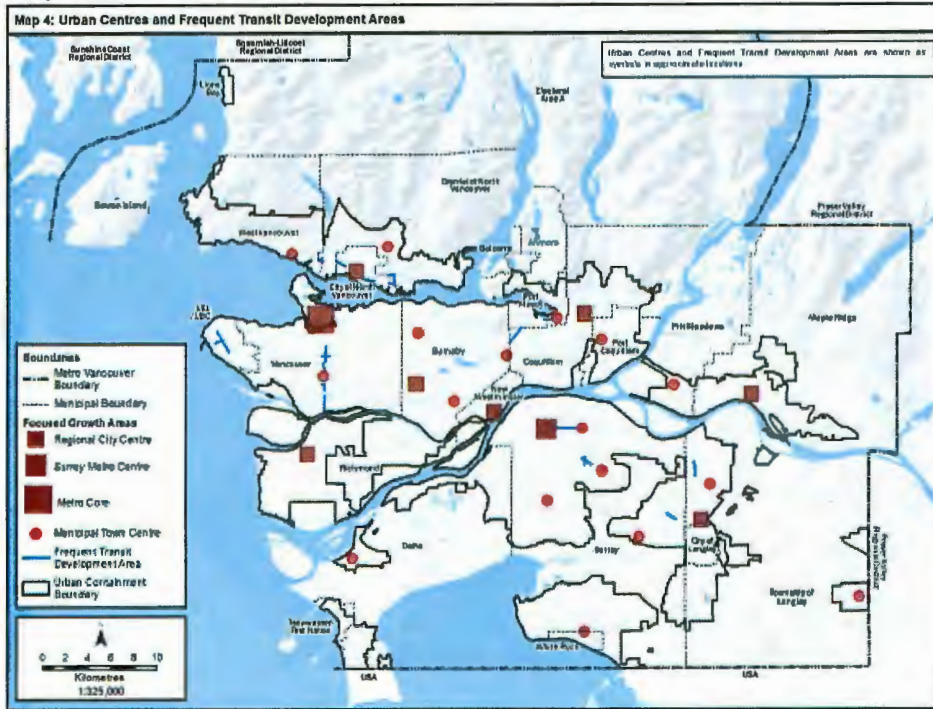 Map 4: Urban Centres and Frequent Transit Development Areas
Urban Centres and Frequent Transit Development Areas are shown as
symbols in approximate locations
Sunshine Coast
Regional District
Squamish-Lillooet
Regional District
Lions
Bay
Electoral
Area A
Bowen Island
District of North
Vancouver
Fraser Valley
Regional District
West Vancouver
Belcarra
Anmore
City of North
Vancouver
Port
Moody
Pitt Meadows
Maple Ridge
Vancouver
Burnaby
Coquitlam
Port
Coquitlam
New
Westminster
Richmond
Delta
Surrey
City of
Langley
Township of
Langley
Fraser Valley
Regional District
Tsawwassen
First Nation
White Rock
USA
USA
Boundaries
Metro Vancouver
Boundary
Municipal Boundary
Focused Growth Areas
Regional City Centre
Surrey Metro Centre
Metro Core
Municipal Town Centre
Frequent Transit
Development Area
Urban Containment
Boundary
N
0 2 4 6 8 10
Kilometres
1:325,000